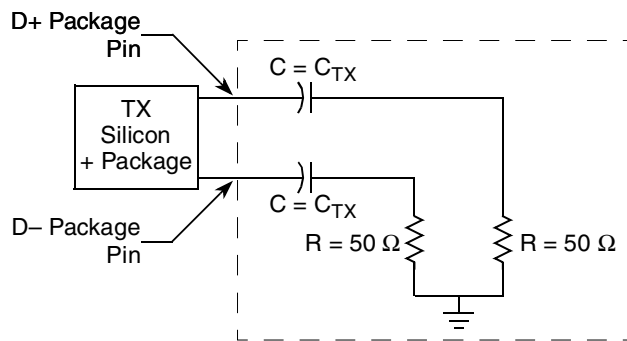 D+ Package
Pin
C = CTX
TX
Silicon
+ Package
C = CTX
D– Package
Pin
R = 50 Ω
R = 50 Ω